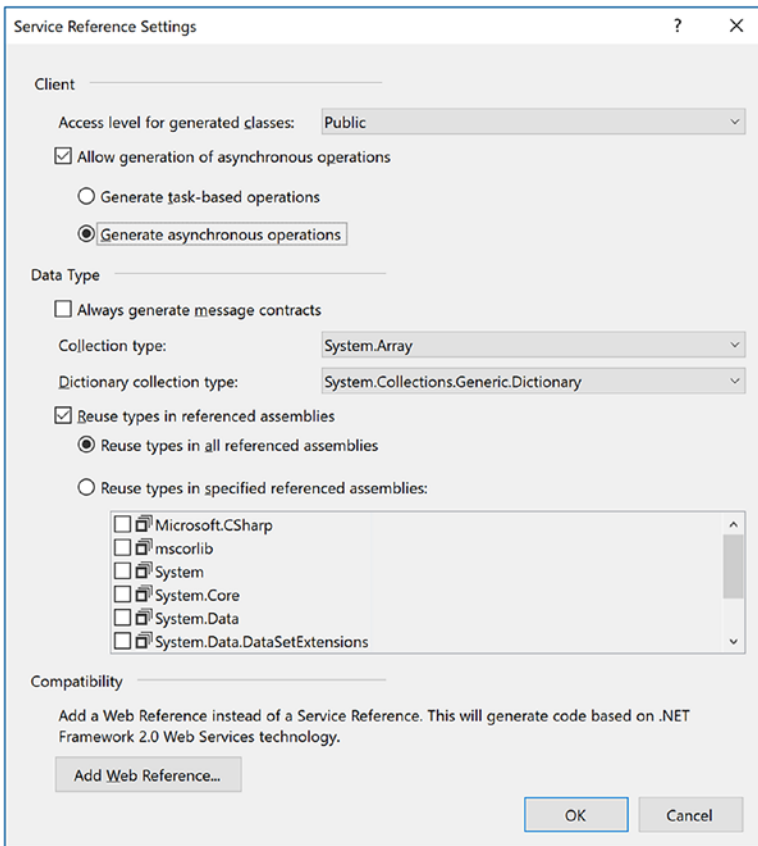 Service Reference Settings
?
Client
Access level for generated classes: Public
Allow generation of asynchronous operations
Generate task-based operations
Generate asynchronous operations
Data Type
Always generate message contracts
Collection type: System.Array
Dictionary collection type: System.Collections.Generic.Dictionary
Reuse types in referenced assemblies
Reuse types in all referenced assemblies
Reuse types in specified referenced assemblies:
Microsoft.CSharp
mscorlib
System
System.Core
System.Data
System.Data.DataSetExtensions
Compatibility
Add a Web Reference instead of a Service Reference. This will generate code based on .NET
Framework 2.0 Web Services technology.
Add Web Reference...
OK Cancel